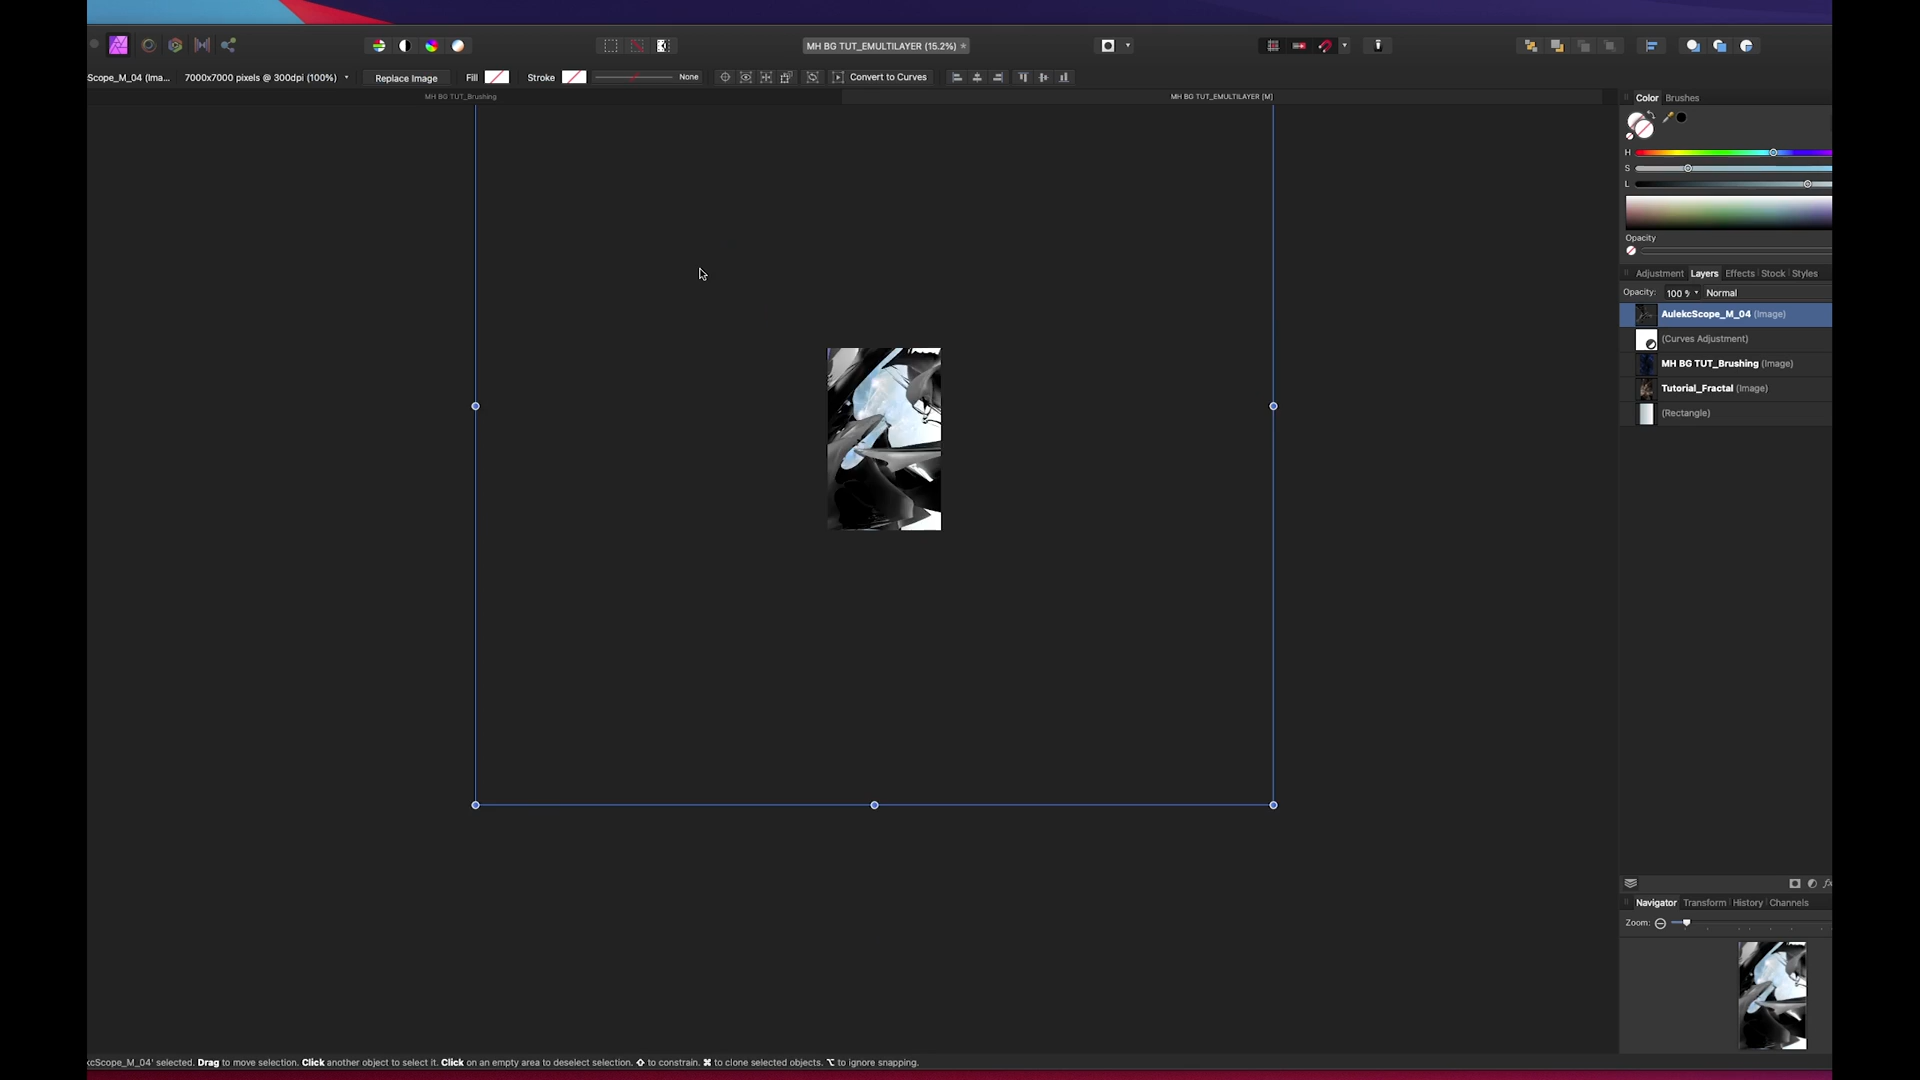 MH BG TUT_EMULTILAYER (15.2%) *
Scope_M_04 (Ima... 7000x7000 pixels @ 300dpi (100%) Replace Image Fill Stroke None Convert to Curves
MH BG TUT_Brushing MH BG TUT_EMULTILAYER [M]
Color Brushes
H
S
L
Opacity
Adjustment Layers Effects Stock Styles
Opacity: 100 % Normal
AulekcScope_M_04 (Image)
(Curves Adjustment)
MH BG TUT_Brushing (Image)
Tutorial_Fractal (Image)
(Rectangle)
fx
Navigator Transform History Channels
Zoom:
kcScope_M_04' selected. Drag to move selection. Click another object to select it. Click on an empty area to deselect selection. ⇧ to constrain. ⌘ to clone selected objects. ⌥ to ignore snapping.